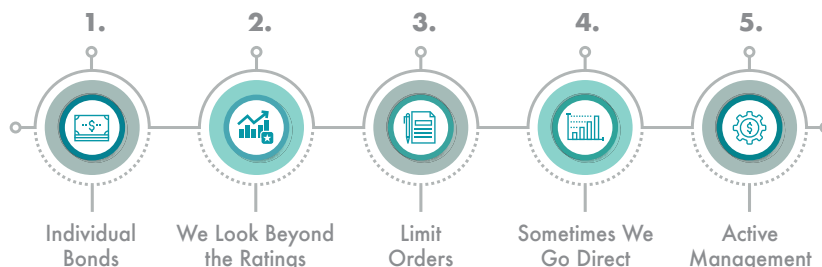 1.
2.
3.
4.
5.
$
$
Individual
Bonds
We Look Beyond
the Ratings
Limit
Orders
Sometimes We
Go Direct
Active
Management